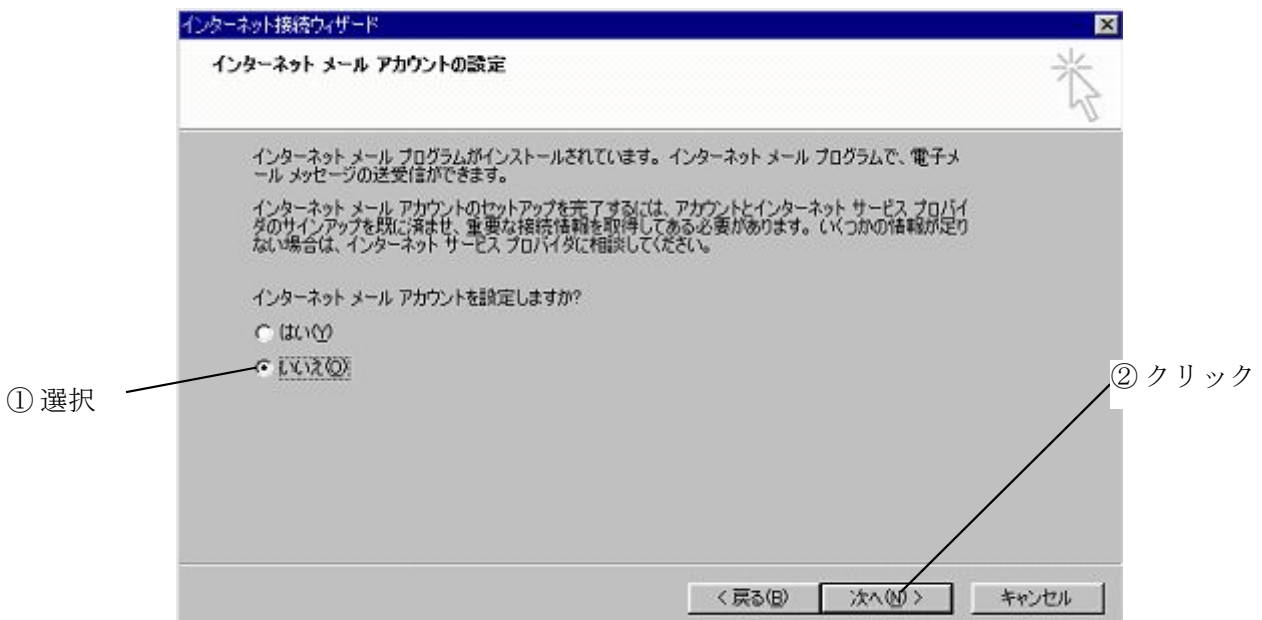 インターネット接続ウィザード
インターネット メール アカウントの設定
インターネット メール プログラムがインストールされています。インターネット メール プログラムで、電子メ
ール メッセージの送受信ができます。
インターネット メール アカウントのセットアップを完了するには、アカウントとインターネット サービス プロバイ
ダのサインアップを既に済ませ、重要な接続情報を取得してある必要があります。いくつかの情報が足り
ない場合は、インターネット サービス プロバイダに相談してください。
インターネット メール アカウントを設定しますか?
はい(Y)
いいえ(O)
① 選択
② クリック
< 戻る(B)
次へ(N) >
キャンセル